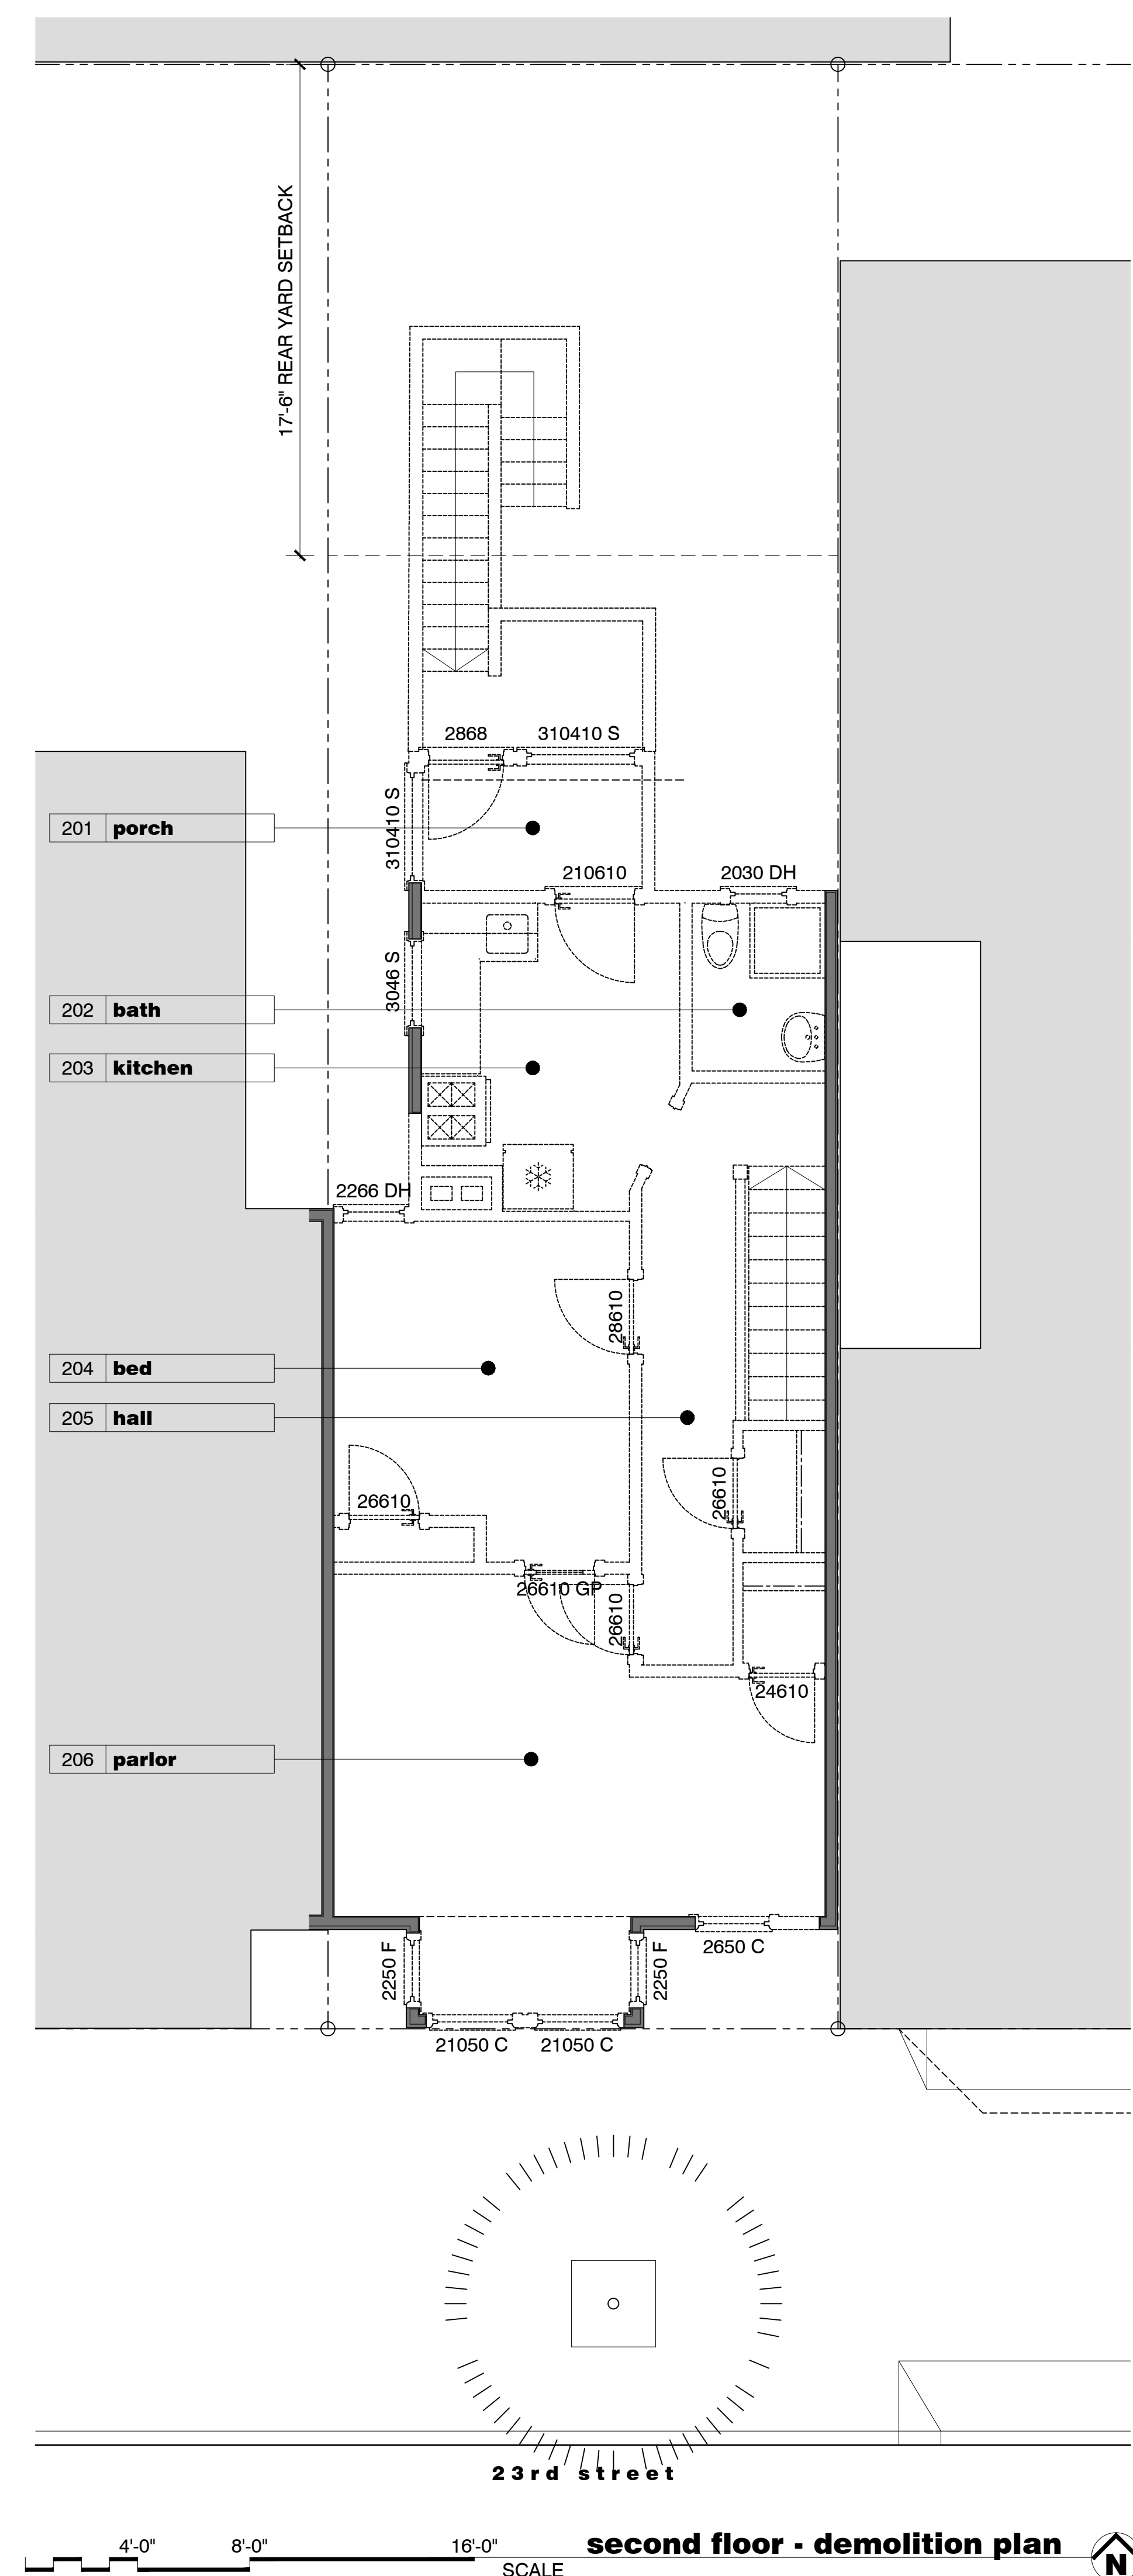 17'-6" REAR YARD SETBACK
2868
310410 S
310410 S
201 porch
210610
2030 DH
3046 S
202 bath
203 kitchen
2266 DH
28610
204 bed
205 hall
26610
26610
26610 GP
26610
24610
206 parlor
2650 C
2250 F
2250 F
21050 C
21050 C
23rd street
second floor - demolition plan
4'-0"
8'-0"
16'-0"
SCALE
N